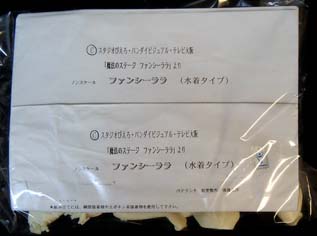 Ⓒスタジオぴえろ・バンダイビジュアル・テレビ大阪
「魔法のステージ ファンシーララ」より
ノンスケール ファンシーララ (水着タイプ)
Ⓒスタジオぴえろ・バンダイビジュアル・テレビ大阪
「魔法のステージ ファンシーララ」より
ノンスケール ファンシーララ (水着タイプ)